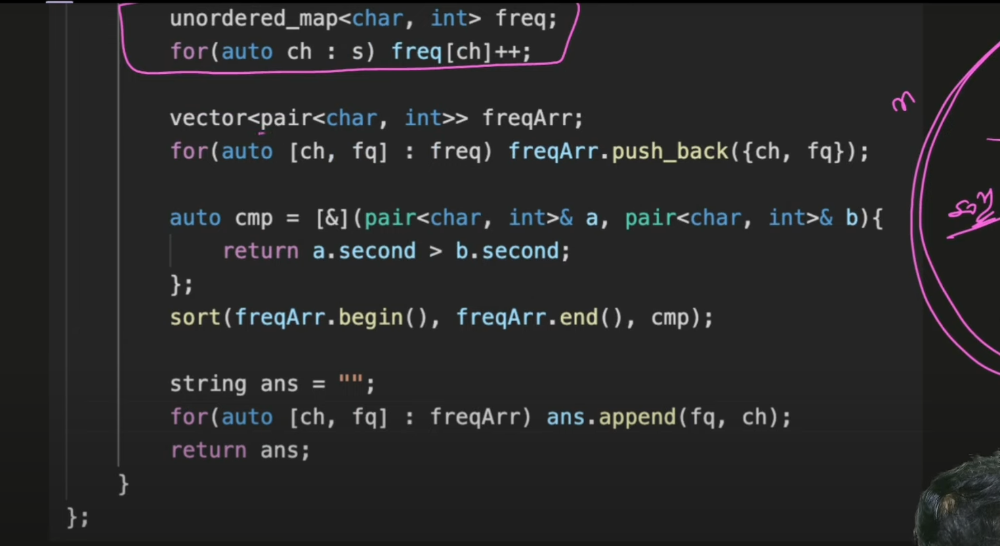 unordered_map<char, int> freq;
for(auto ch : s) freq[ch]++;
vector<pair<char, int>> freqArr;
for(auto [ch, fq] : freq) freqArr.push_back({ch, fq});
auto cmp = [&](pair<char, int>& a, pair<char, int>& b){
return a.second > b.second;
};
sort(freqArr.begin(), freqArr.end(), cmp);
string ans = "";
for(auto [ch, fq] : freqArr) ans.append(fq, ch);
return ans;
}
};